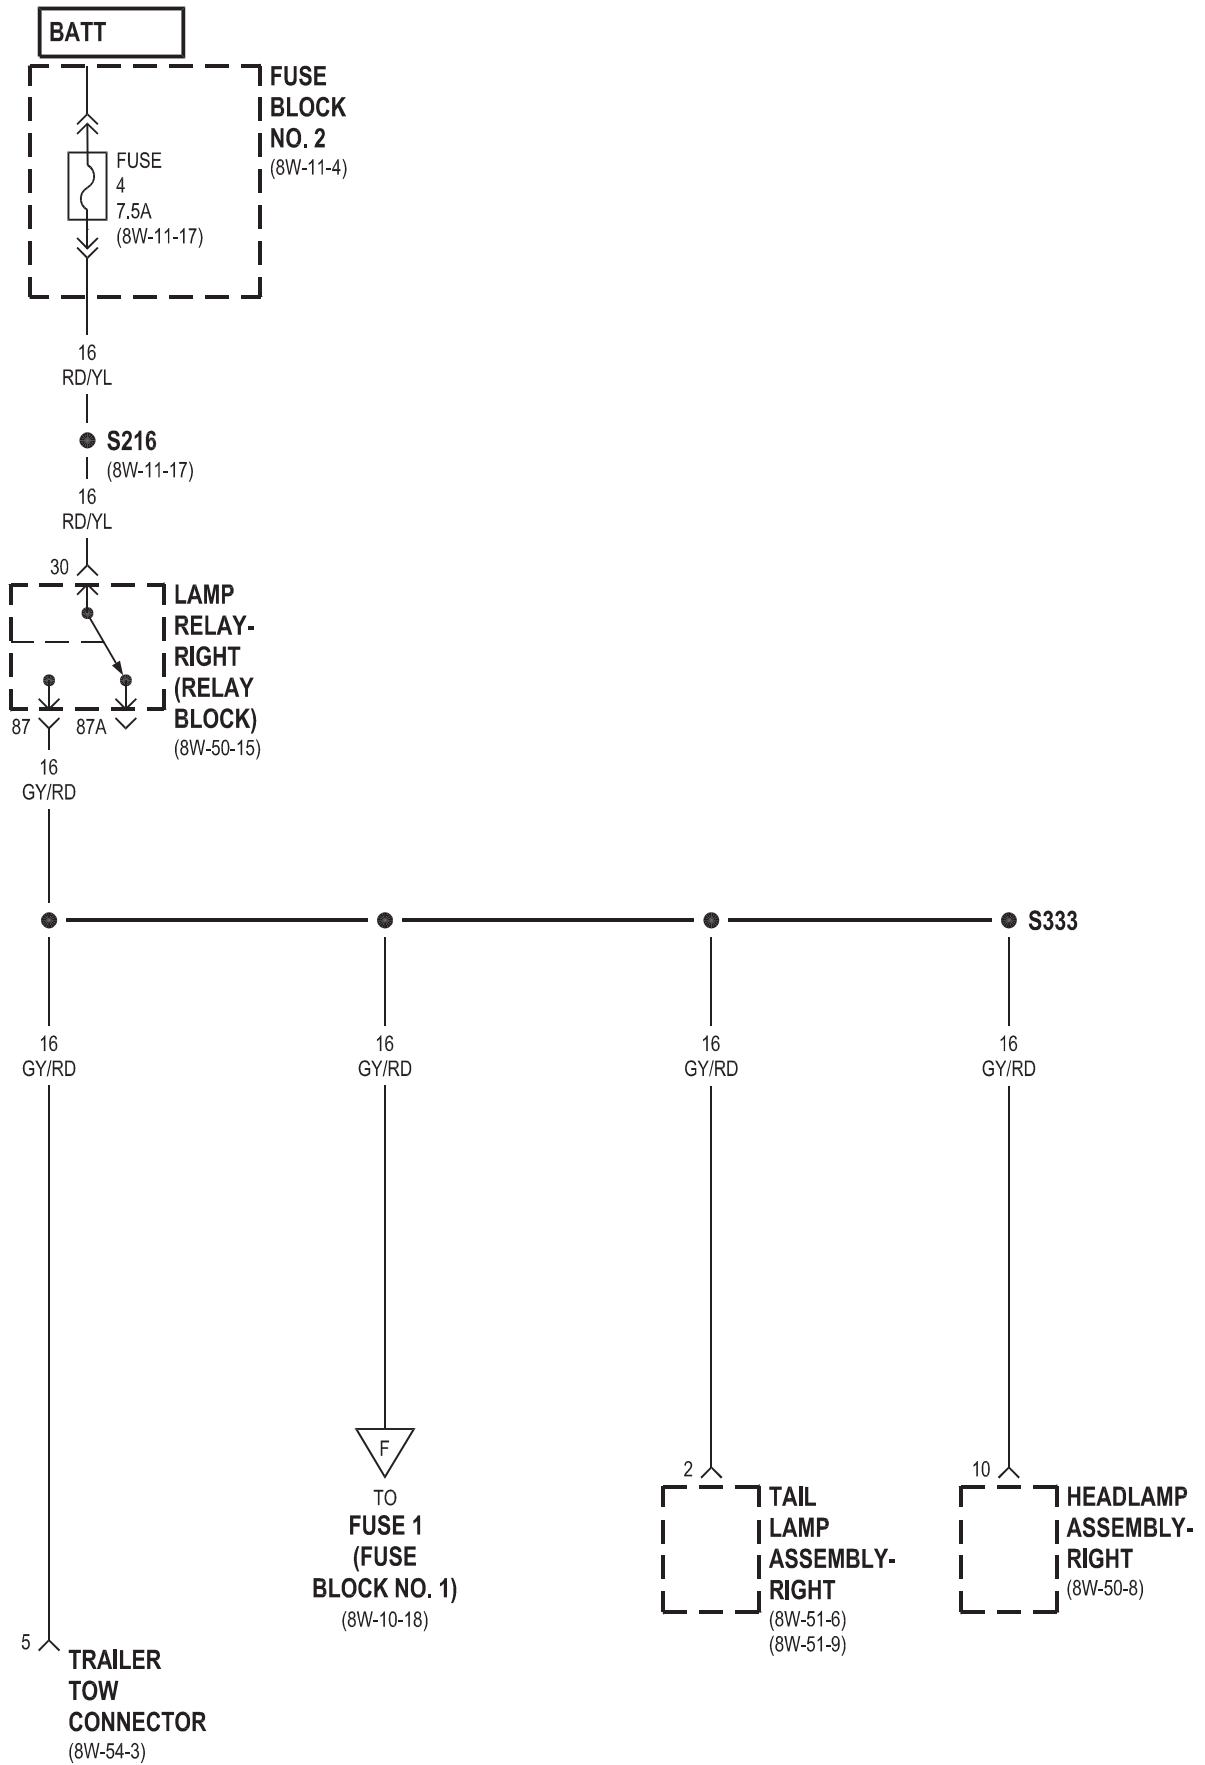 BATT
FUSE
BLOCK
NO. 2
(8W-11-4)
FUSE
4
7.5A
(8W-11-17)
16
RD/YL
S216
(8W-11-17)
16
RD/YL
30
LAMP
RELAY-
RIGHT
(RELAY
BLOCK)
(8W-50-15)
87
87A
16
GY/RD
S333
16
GY/RD
16
GY/RD
16
GY/RD
16
GY/RD
F
TO
FUSE 1
(FUSE
BLOCK NO. 1)
(8W-10-18)
2
TAIL
LAMP
ASSEMBLY-
RIGHT
(8W-51-6)
(8W-51-9)
10
HEADLAMP
ASSEMBLY-
RIGHT
(8W-50-8)
5
TRAILER
TOW
CONNECTOR
(8W-54-3)